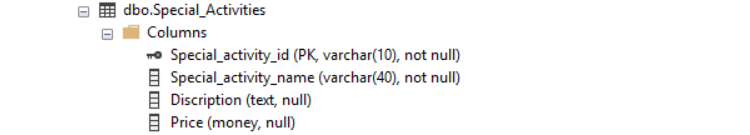 dbo.Special_Activities
Columns
Special_activity_id (PK, varchar(10), not null)
Special_activity_name (varchar(40), not null)
Discription (text, null)
Price (money, null)